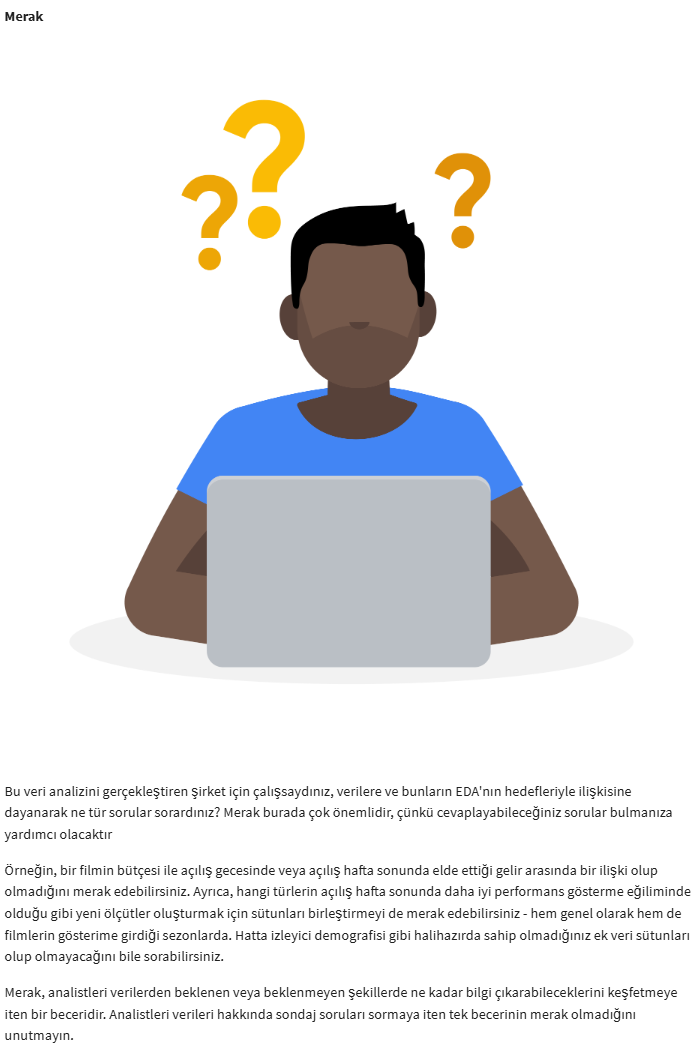 Merak
? ? ?
Bu veri analizini gerçekleştiren şirket için çalışsaydınız, verilere ve bunların EDA'nın hedefleriyle ilişkisine
dayanarak ne tür sorular sorardınız? Merak burada çok önemlidir, çünkü cevaplayabileceğiniz sorular bulmanıza
yardımcı olacaktır
Örneğin, bir filmin bütçesi ile açılış gecesinde veya açılış hafta sonunda elde ettiği gelir arasında bir ilişki olup
olmadığını merak edebilirsiniz. Ayrıca, hangi türlerin açılış hafta sonunda daha iyi performans gösterme eğiliminde
olduğu gibi yeni ölçütler oluşturmak için sütunları birleştirmeyi de merak edebilirsiniz - hem genel olarak hem de
filmlerin gösterime girdiği sezonlarda. Hatta izleyici demografisi gibi halihazırda sahip olmadığınız ek veri sütunları
olup olmayacağını bile sorabilirsiniz.
Merak, analistleri verilerden beklenen veya beklenmeyen şekillerde ne kadar bilgi çıkarabileceklerini keşfetmeye
iten bir beceridir. Analistleri verileri hakkında sondaj soruları sormaya iten tek becerinin merak olmadığını
unutmayın.